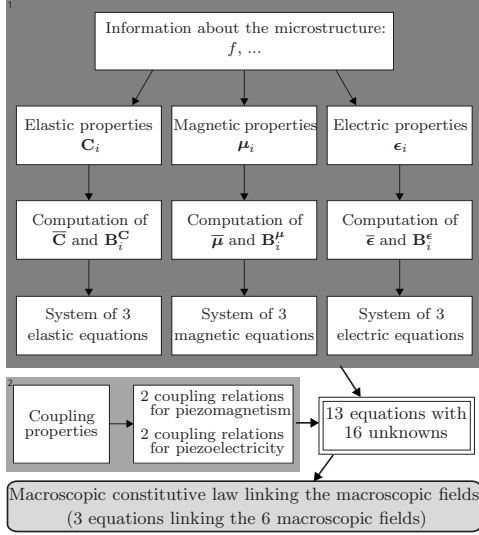 1
Information about the microstructure:
f, ...
Elastic properties
C_i
Magnetic properties
μ_i
Electric properties
ϵ_i
Computation of
C̅ and B_i^C
Computation of
μ̅ and B_i^μ
Computation of
ϵ̅ and B_i^ϵ
System of 3
elastic equations
System of 3
magnetic equations
System of 3
electric equations
2
Coupling
properties
2 coupling relations
for piezomagnetism
2 coupling relations
for piezoelectricity
13 equations with
16 unknowns
Macroscopic constitutive law linking the macroscopic fields
(3 equations linking the 6 macroscopic fields)